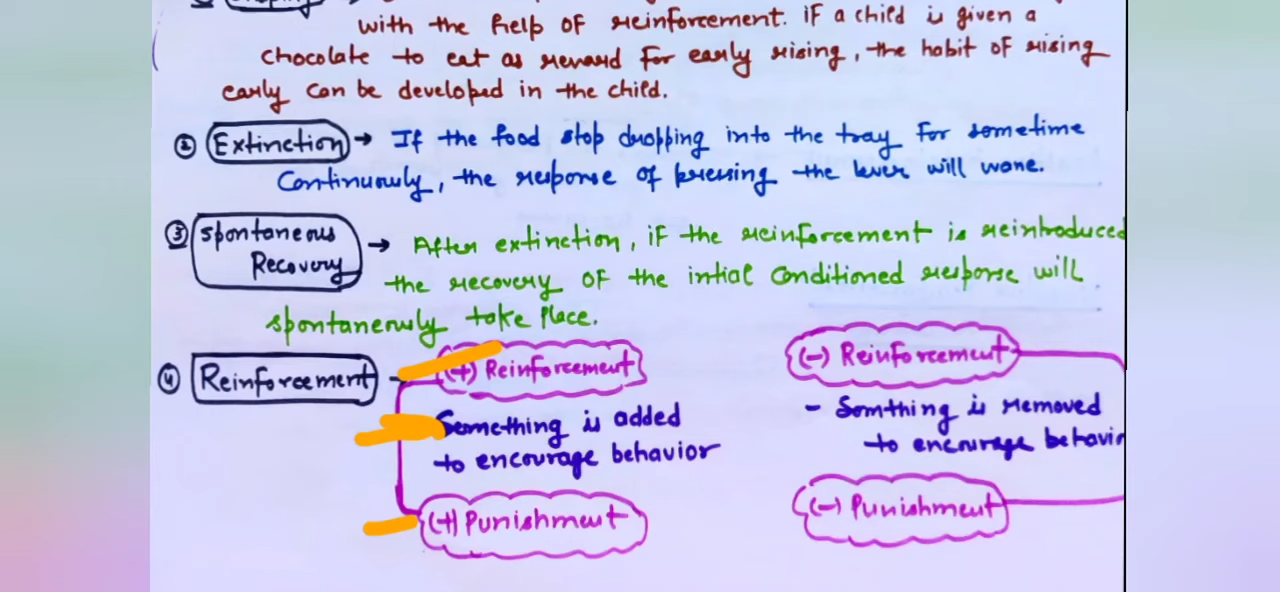 with the help of reinforcement. if a child is given a
chocolate to eat as reward for early rising, the habit of rising
early can be developed in the child.
② Extinction → If the food stop dropping into the tray for sometime
continuously, the response of pressing the lever will wane.
③ Spontaneous
Recovery → After extinction, if the reinforcement is reintroduced
the recovery of the intial conditioned response will
spontaneously take place.
④ Reinforcement (+) Reinforcement (-) Reinforcement
Something is added - Somthing is removed
to encourage behavior to encourage behavior
(+) Punishment (-) Punishment